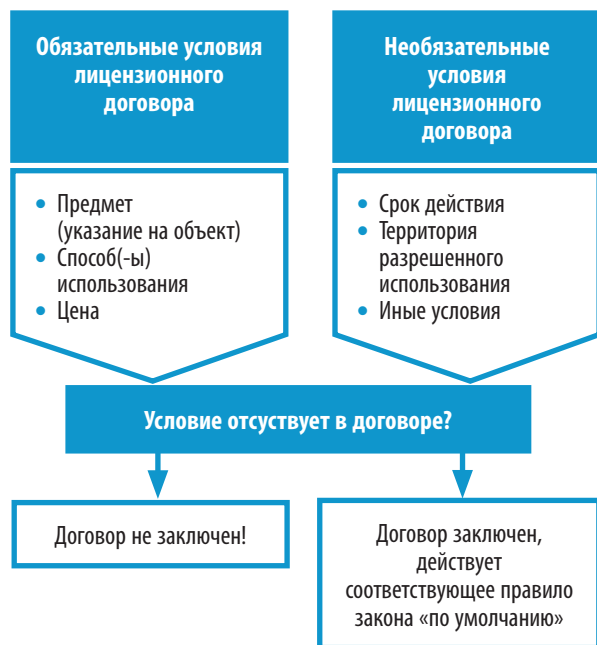 Обязательные условия
лицензионного
договора
• Предмет
(указание на объект)
• Способ(-ы)
использования
• Цена
Необязательные
условия
лицензионного
договора
• Срок действия
• Территория
разрешенного
использования
• Иные условия
Условие отсуствует в договоре?
Договор не заключен!
Договор заключен,
действует
соответствующее правило
закона «по умолчанию»